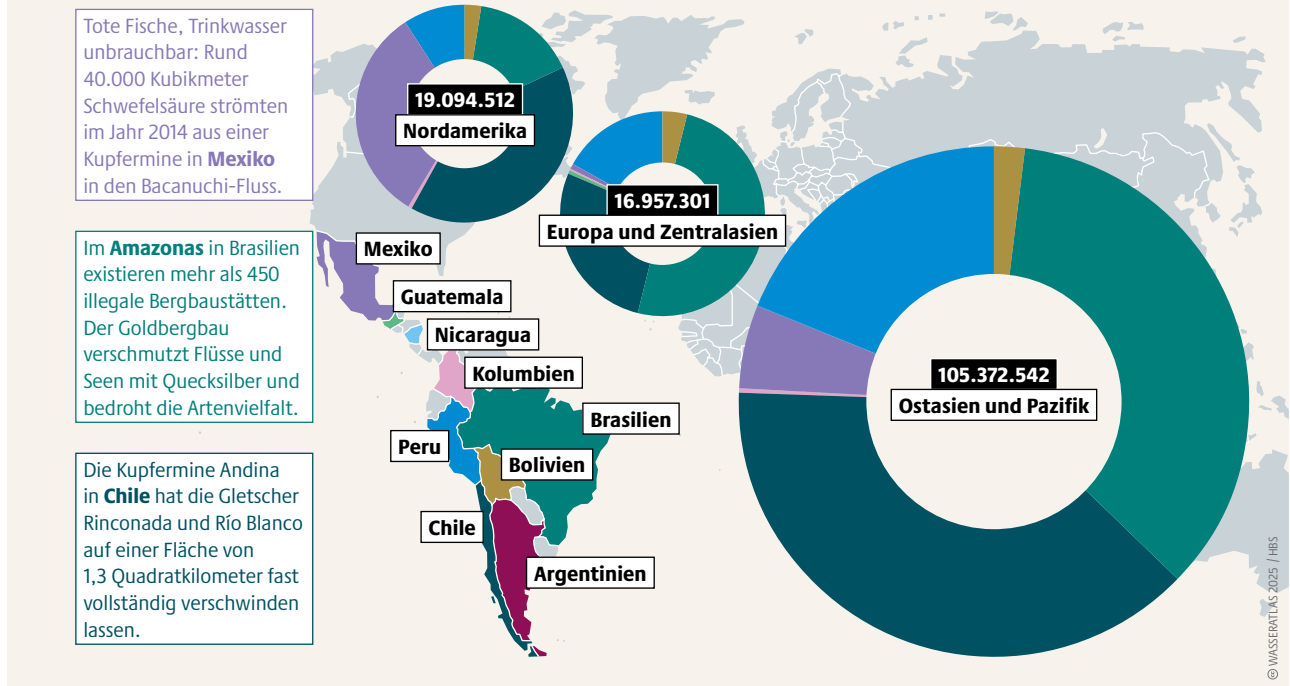 Tote Fische, Trinkwasser
unbrauchbar: Rund
40.000 Kubikmeter
Schwefelsäure strömten
im Jahr 2014 aus einer
Kupfermine in Mexiko
in den Bacanuchi-Fluss.
Im Amazonas in Brasilien
existieren mehr als 450
illegale Bergbaustätten.
Der Goldbergbau
verschmutzt Flüsse und
Seen mit Quecksilber und
bedroht die Artenvielfalt.
Die Kupfermine Andina
in Chile hat die Gletscher
Rinconada und Río Blanco
auf einer Fläche von
1,3 Quadratkilometer fast
vollständig verschwinden
lassen.
19.094.512
Nordamerika
16.957.301
Europa und Zentralasien
105.372.542
Ostasien und Pazifik
Mexiko
Guatemala
Nicaragua
Kolumbien
Brasilien
Peru
Bolivien
Chile
Argentinien
© WASSERATLAS 2025 / HBS